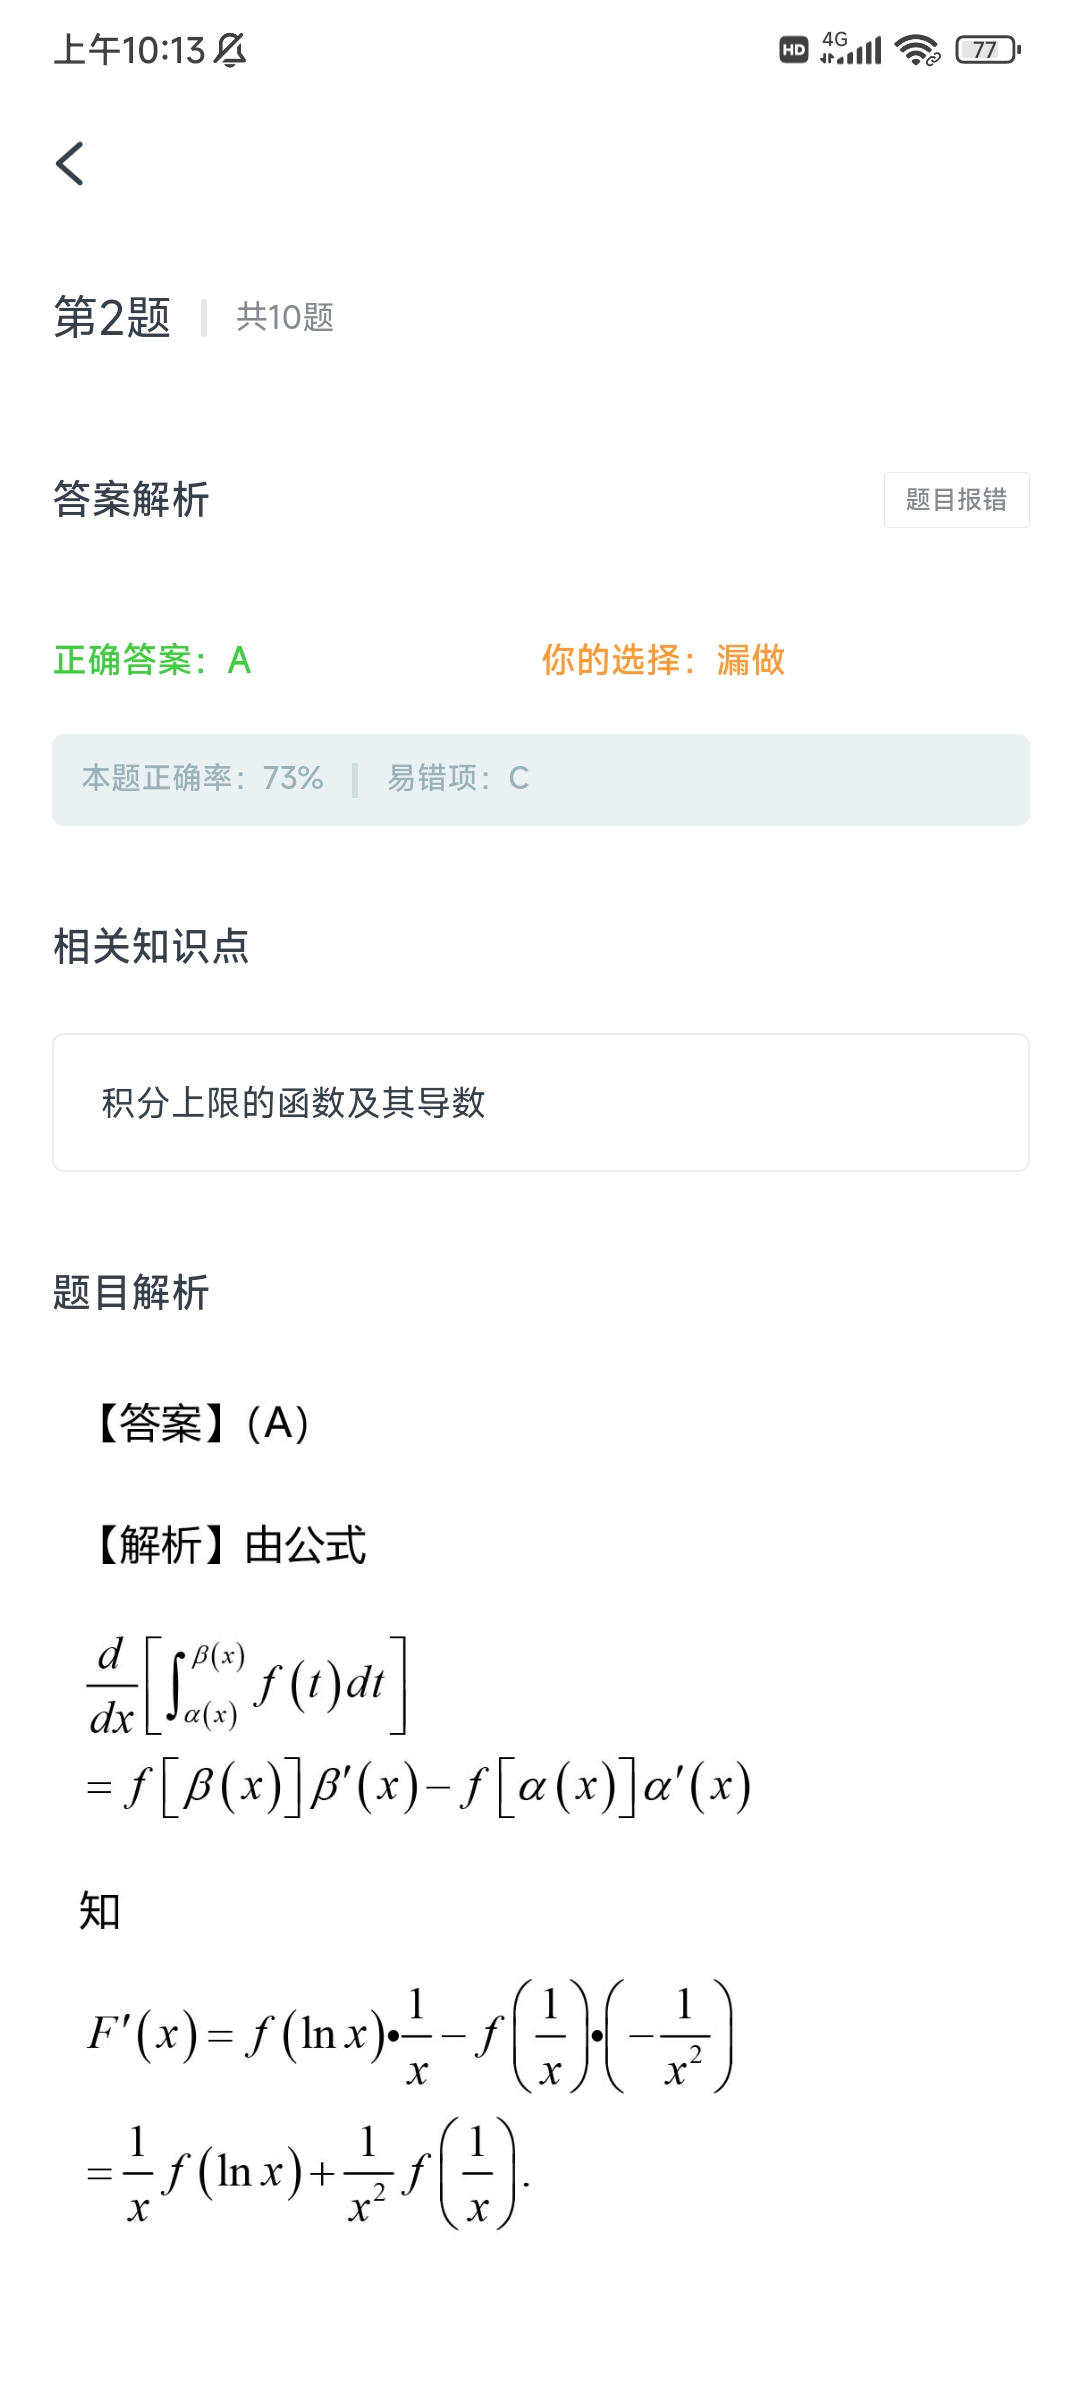 上午10:13 HD 4G 77
第2题 共10题
答案解析 题目报错
正确答案：A 你的选择：漏做
本题正确率：73% 易错项：C
相关知识点
积分上限的函数及其导数
题目解析
【答案】(A)
【解析】由公式
\frac{d}{dx}\left[\int_{\alpha(x)}^{\beta(x)} f(t)dt\right]
= f[\beta(x)]\beta'(x) - f[\alpha(x)]\alpha'(x)
知
F'(x) = f(\ln x)•\frac{1}{x} - f\left(\frac{1}{x}\right)•\left(-\frac{1}{x^2}\right)
= \frac{1}{x} f(\ln x) + \frac{1}{x^2} f\left(\frac{1}{x}\right).